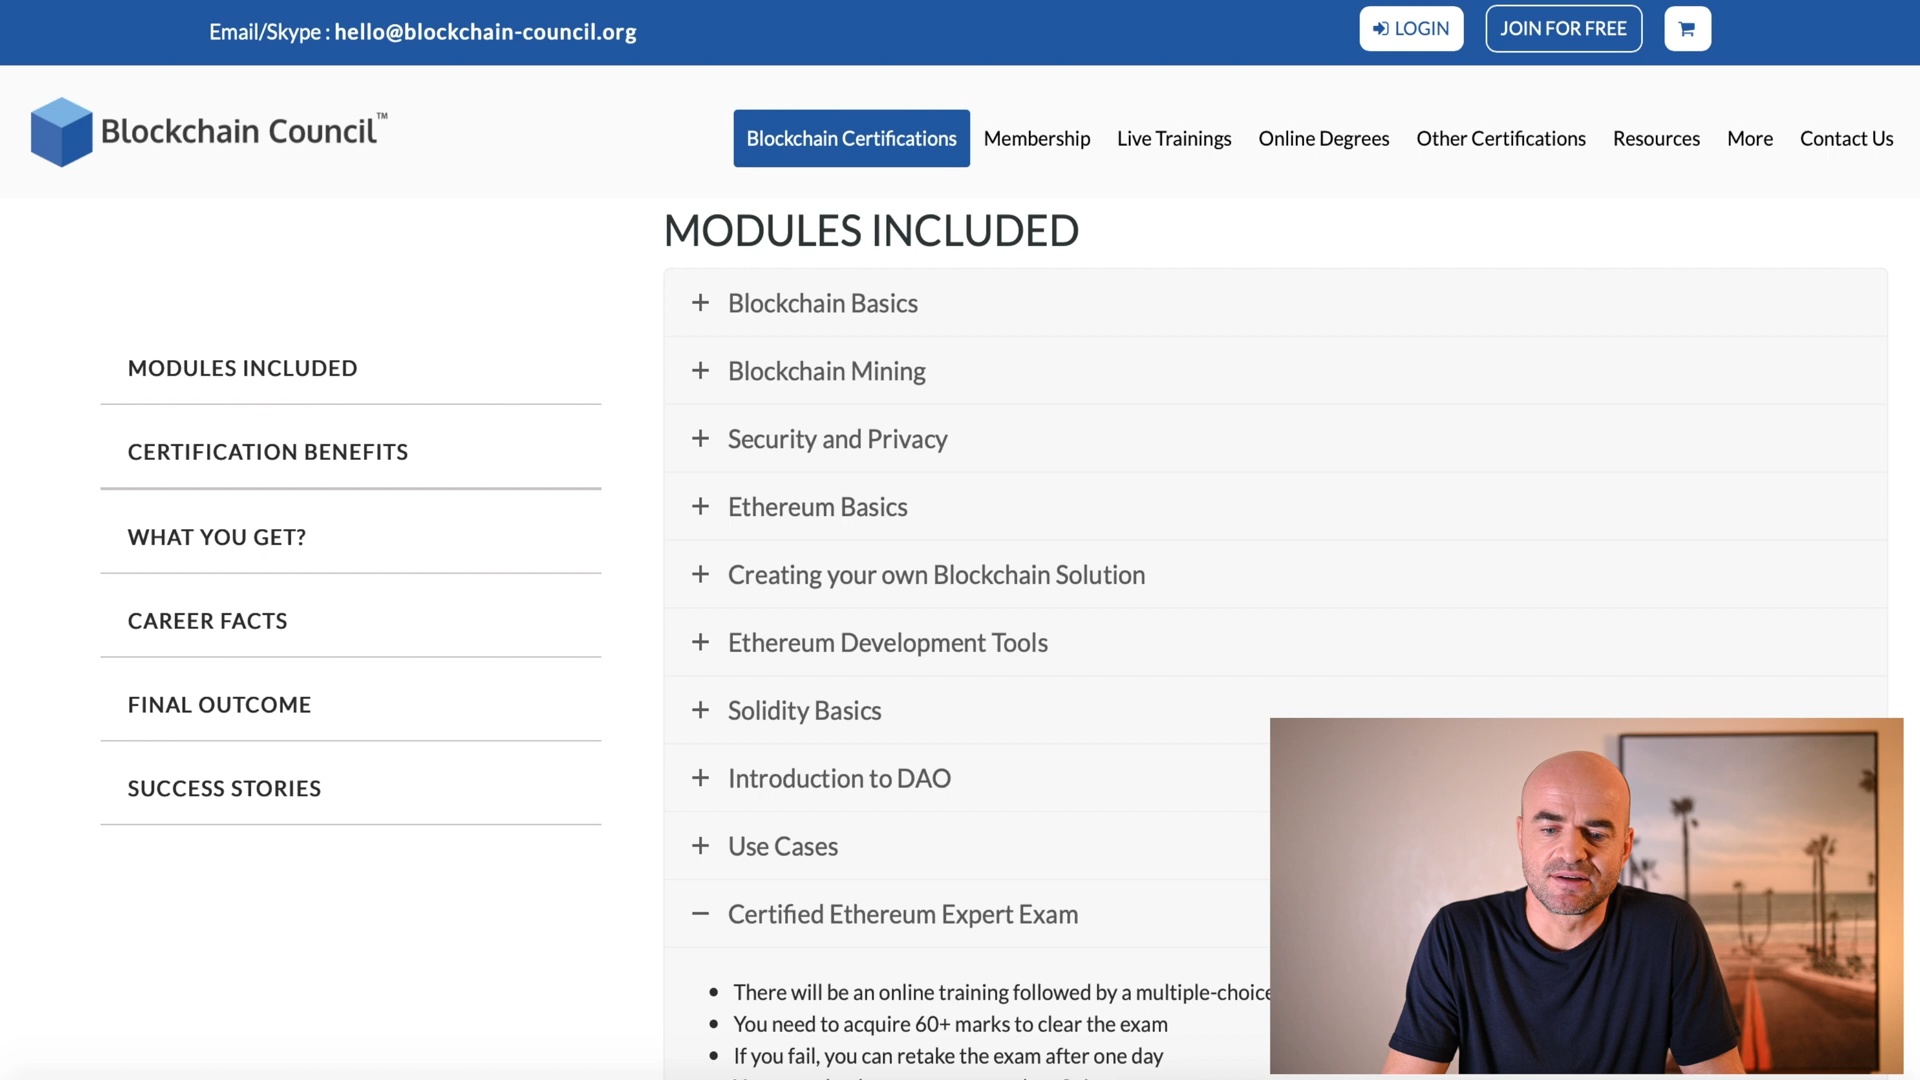 Email/Skype : hello@blockchain-council.org
LOGIN
JOIN FOR FREE
Blockchain Council™
Blockchain Certifications
Membership
Live Trainings
Online Degrees
Other Certifications
Resources
More
Contact Us
MODULES INCLUDED
CERTIFICATION BENEFITS
WHAT YOU GET?
CAREER FACTS
FINAL OUTCOME
SUCCESS STORIES
MODULES INCLUDED
+ Blockchain Basics
+ Blockchain Mining
+ Security and Privacy
+ Ethereum Basics
+ Creating your own Blockchain Solution
+ Ethereum Development Tools
+ Solidity Basics
+ Introduction to DAO
+ Use Cases
− Certified Ethereum Expert Exam
• There will be an online training followed by a multiple-choice
• You need to acquire 60+ marks to clear the exam
• If you fail, you can retake the exam after one day